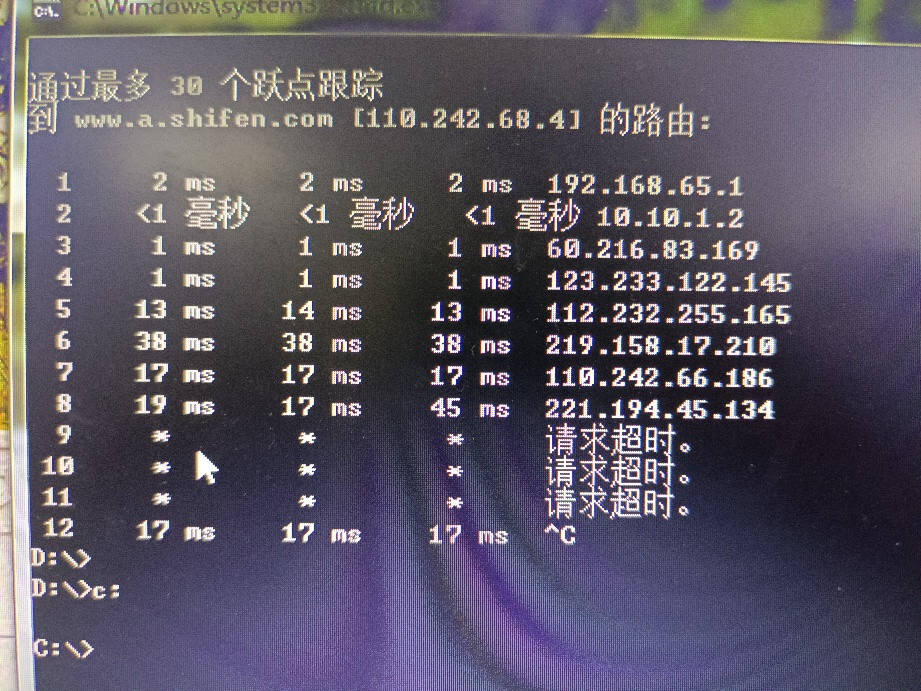 C:\Windows\system32\cmd.exe
通过最多 30 个跃点跟踪
到 www.a.shifen.com [110.242.68.4] 的路由:
1 2 ms 2 ms 2 ms 192.168.65.1
2 <1 毫秒 <1 毫秒 <1 毫秒 10.10.1.2
3 1 ms 1 ms 1 ms 60.216.83.169
4 1 ms 1 ms 1 ms 123.233.122.145
5 13 ms 14 ms 13 ms 112.232.255.165
6 38 ms 38 ms 38 ms 219.158.17.210
7 17 ms 17 ms 17 ms 110.242.66.186
8 19 ms 17 ms 45 ms 221.194.45.134
9 * * * 请求超时。
10 * * * 请求超时。
11 * * * 请求超时。
12 17 ms 17 ms 17 ms ^C
D:\>
D:\>c:
C:\>